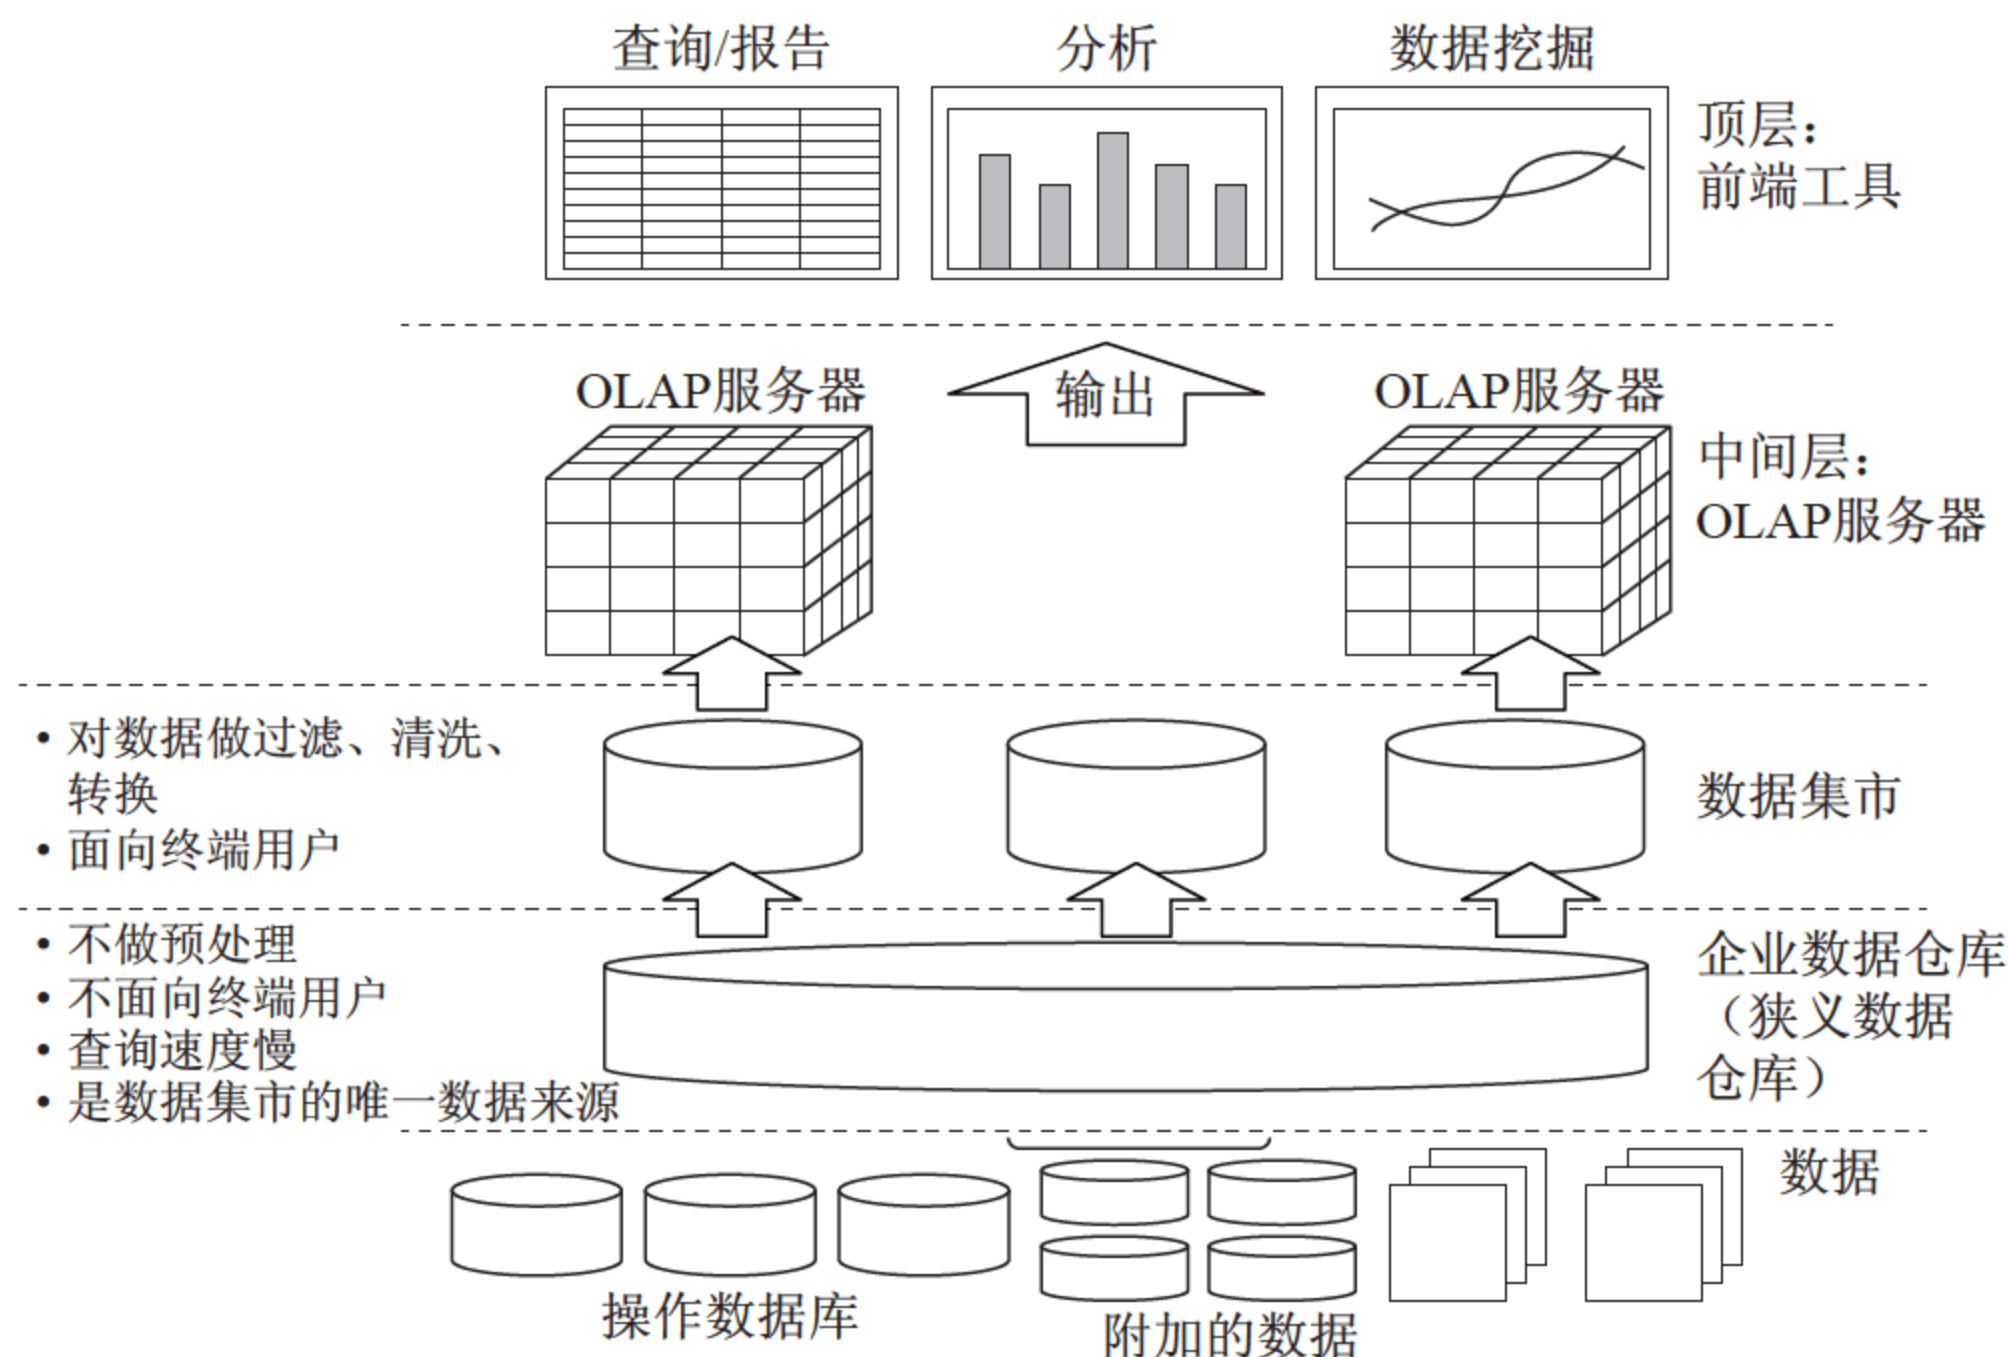 查询/报告
分析
数据挖掘
顶层：
前端工具
OLAP服务器
输出
OLAP服务器
中间层：
OLAP服务器
• 对数据做过滤、清洗、
转换
• 面向终端用户
数据集市
• 不做预处理
• 不面向终端用户
• 查询速度慢
• 是数据集市的唯一数据来源
企业数据仓库
（狭义数据
仓库）
数据
操作数据库
附加的数据